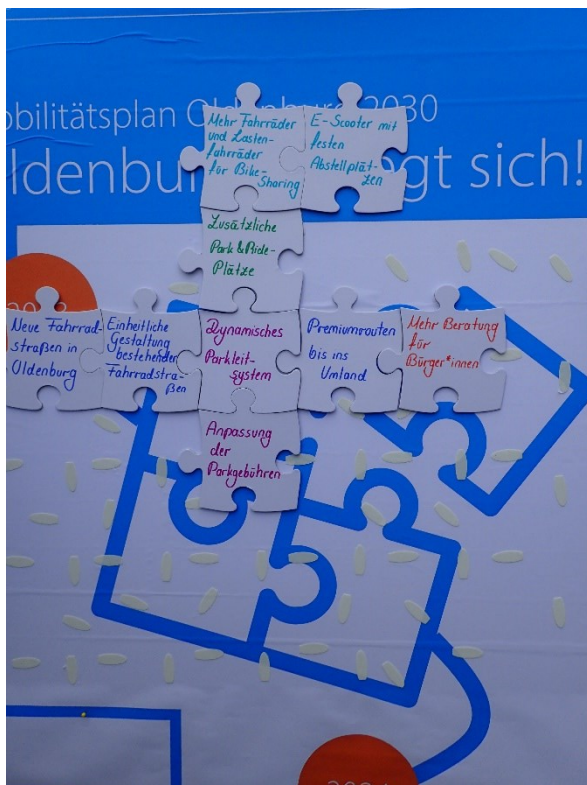 obilitätsplan Oldenburg 2030
ldenbu gt sich!
Mehr Fahrräder
und Lasten-
fahrräder
für Bike-
Sharing
E-Scooter mit
festen
Abstellplät-
zen
Zusätzliche
Park & Ride-
Plätze
Neue Fahrrad-
straßen in
Oldenburg
Einheitliche
Gestaltung
bestehender
Fahrradstra-
ßen
Dynamisches
Parkleit-
system
Premiumrouten
bis ins
Umland
Mehr Beratung
für
Bürger*innen
Anpassung
der
Parkgebühren